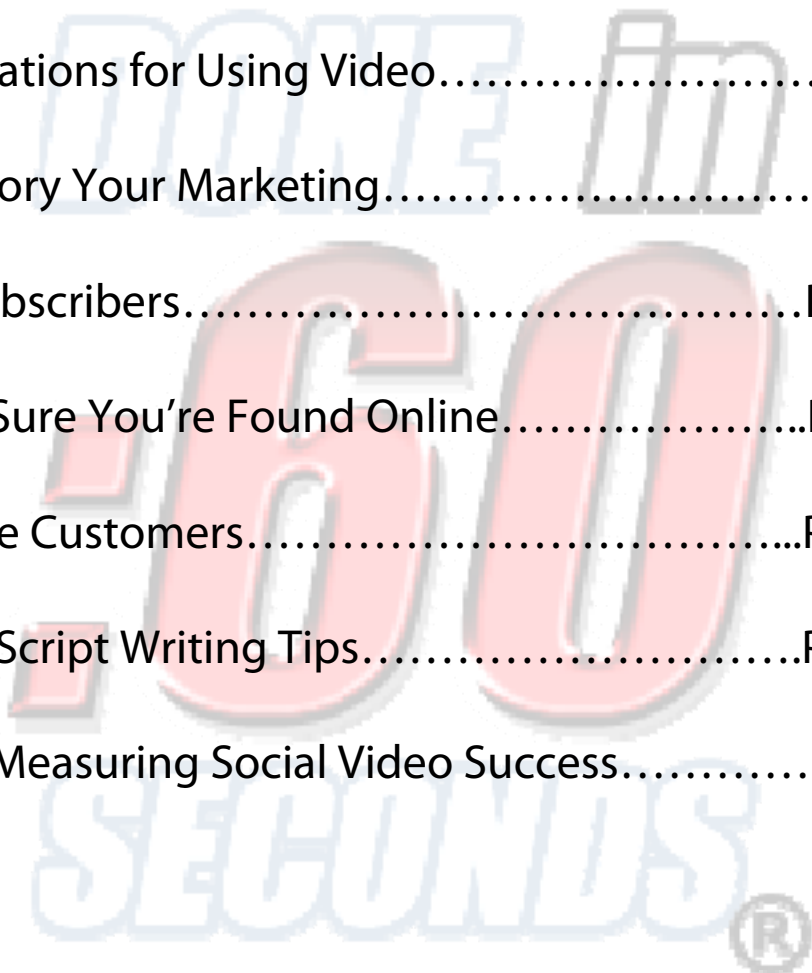 ations for Using Video……………………
ory Your Marketing………………………
bscribers…………………………………
Sure You’re Found Online………………..
e Customers……………………………...
Script Writing Tips……………………….
Measuring Social Video Success…………
DONE in
:60
SECONDS
®